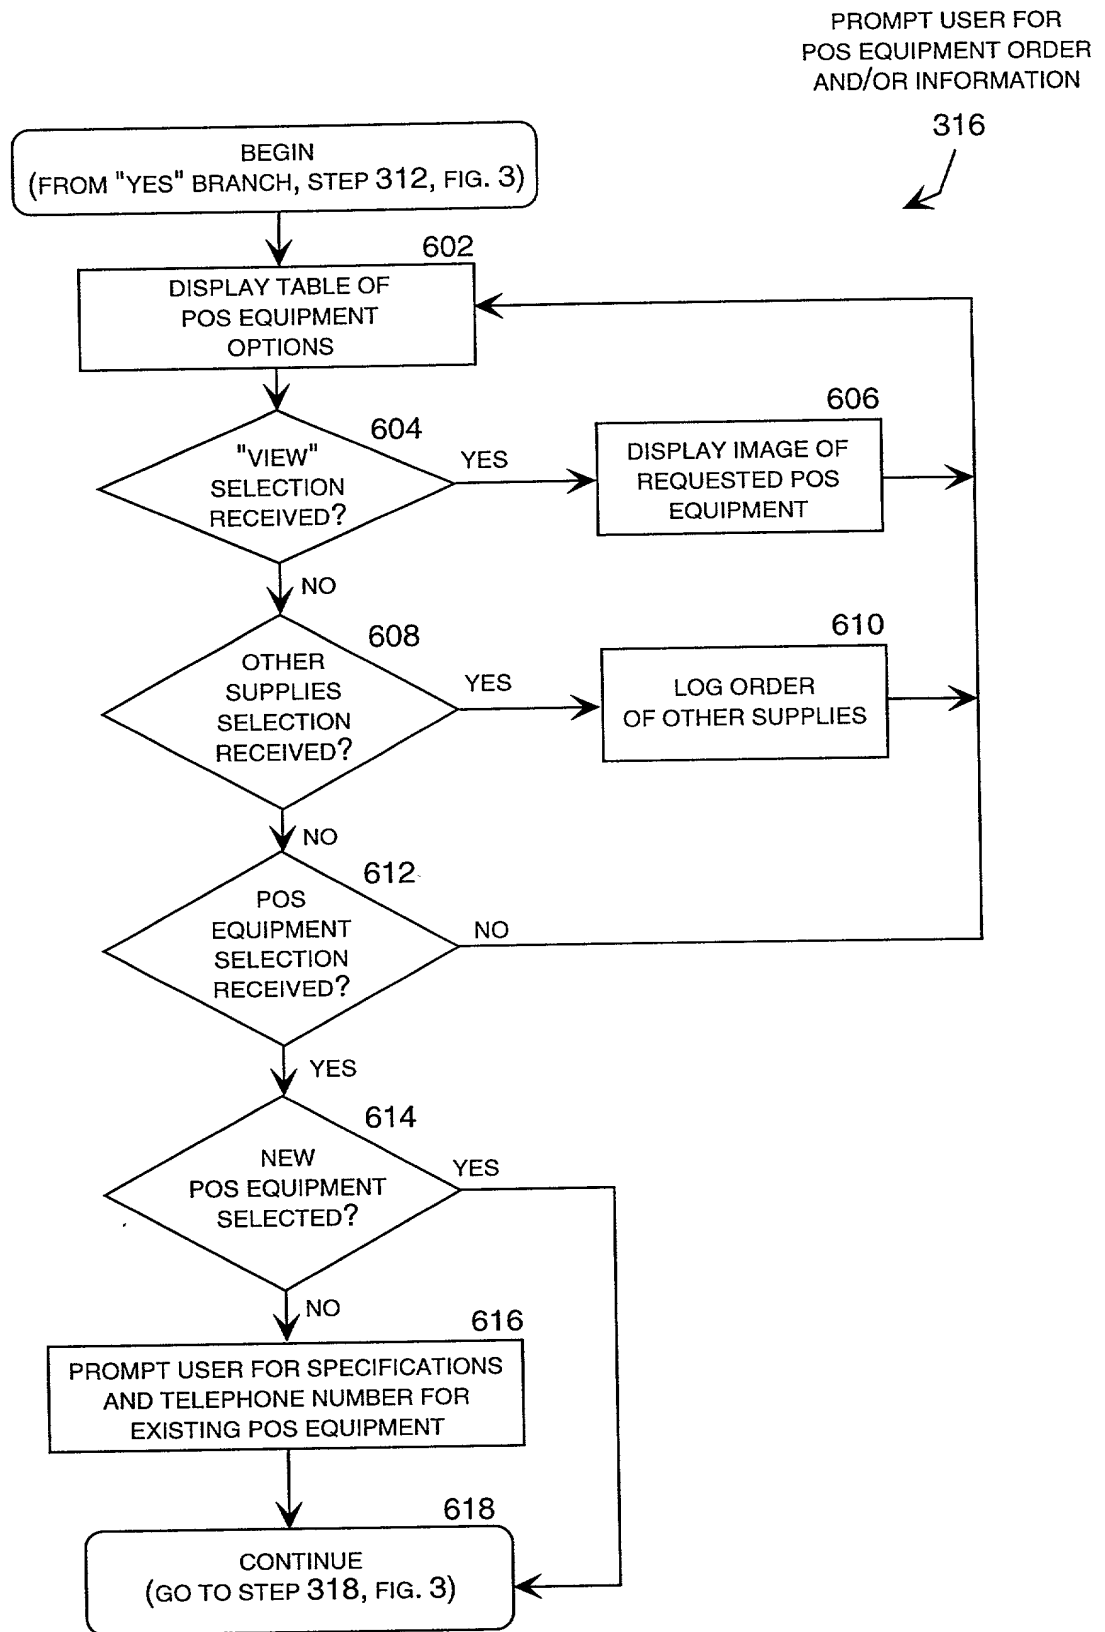 PROMPT USER FOR
POS EQUIPMENT ORDER
AND/OR INFORMATION
316
BEGIN
(FROM "YES" BRANCH, STEP 312, FIG. 3)
602
DISPLAY TABLE OF
POS EQUIPMENT
OPTIONS
604
"VIEW"
SELECTION
RECEIVED?
YES
606
DISPLAY IMAGE OF
REQUESTED POS
EQUIPMENT
NO
608
OTHER
SUPPLIES
SELECTION
RECEIVED?
YES
610
LOG ORDER
OF OTHER SUPPLIES
NO
612
POS
EQUIPMENT
SELECTION
RECEIVED?
NO
YES
614
NEW
POS EQUIPMENT
SELECTED?
YES
NO
616
PROMPT USER FOR SPECIFICATIONS
AND TELEPHONE NUMBER FOR
EXISTING POS EQUIPMENT
618
CONTINUE
(GO TO STEP 318, FIG. 3)